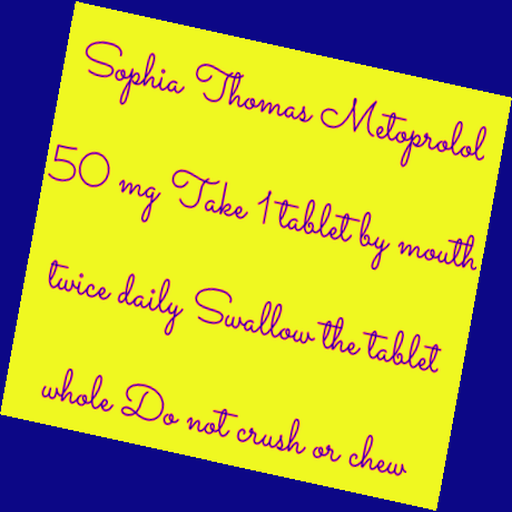 Sophia Thomas Metoprolol
50 mg Take 1 tablet by mouth
twice daily Swallow the tablet
whole Do not crush or chew